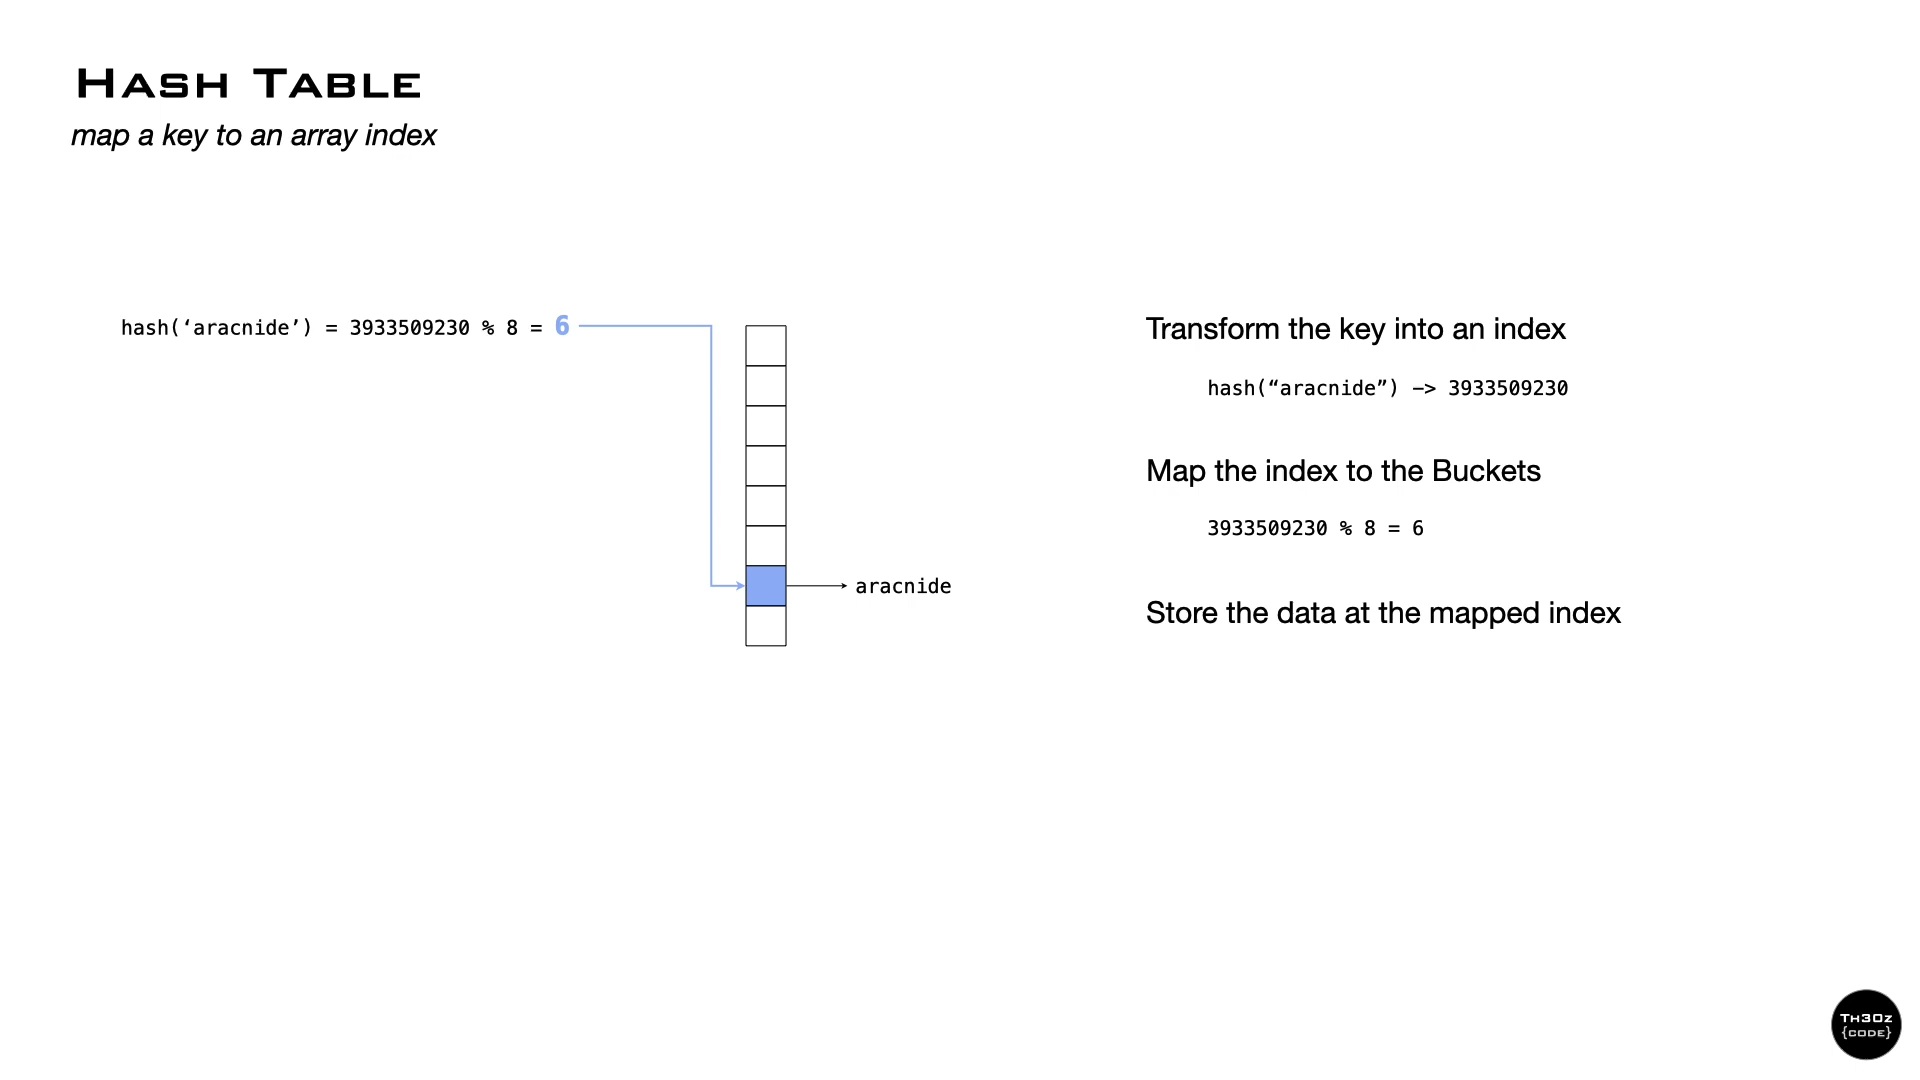 HASH TABLE
map a key to an array index
hash(‘aracnide’) = 3933509230 % 8 = 6
aracnide
Transform the key into an index
hash(“aracnide”) —> 3933509230
Map the index to the Buckets
3933509230 % 8 = 6
Store the data at the mapped index
TH30Z
{CODE}